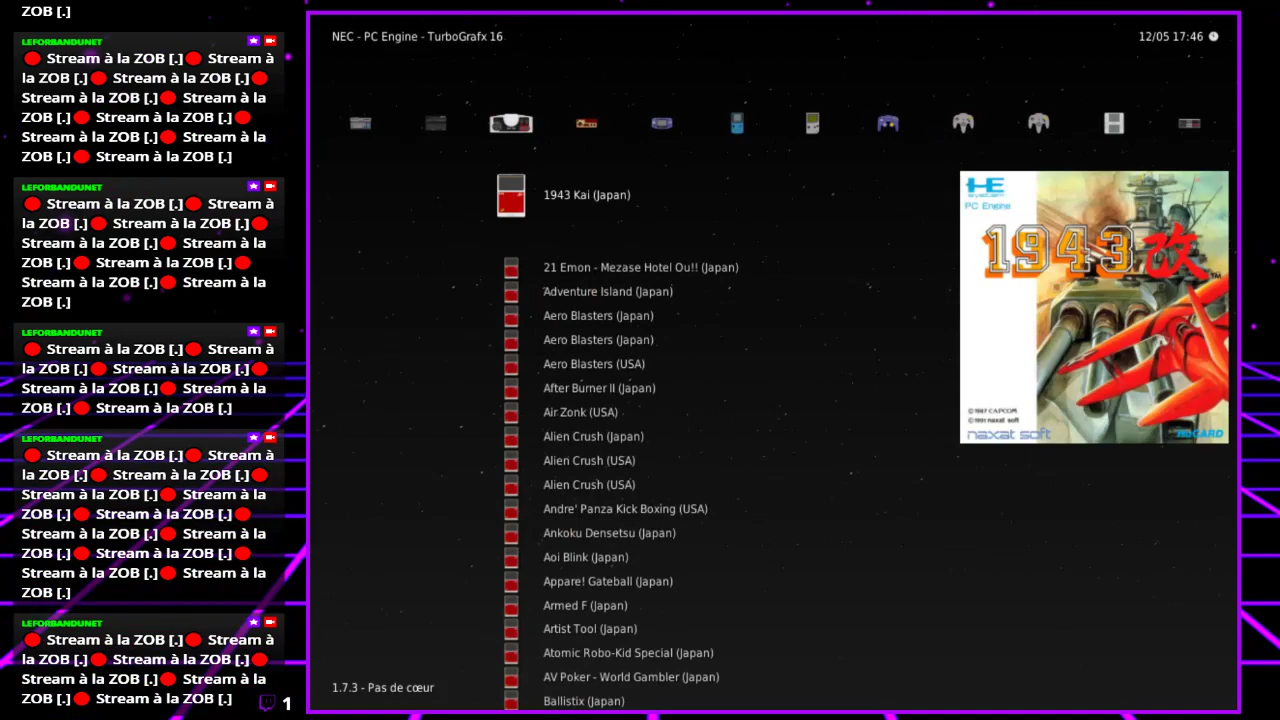 ZOB [.]
LEFORBANDUNET
Stream à la ZOB [.] Stream à
la ZOB [.] Stream à la ZOB [.]
Stream à la ZOB [.] Stream à la
ZOB [.] Stream à la ZOB [.]
Stream à la ZOB [.] Stream à la
ZOB [.] Stream à la ZOB [.]
LEFORBANDUNET
Stream à la ZOB [.] Stream à
la ZOB [.] Stream à la ZOB [.]
Stream à la ZOB [.] Stream à la
ZOB [.] Stream à la ZOB [.]
Stream à la ZOB [.] Stream à la
ZOB [.]
LEFORBANDUNET
Stream à la ZOB [.] Stream à
la ZOB [.] Stream à la ZOB [.]
Stream à la ZOB [.] Stream à la
ZOB [.] Stream à la ZOB [.]
LEFORBANDUNET
Stream à la ZOB [.] Stream à
la ZOB [.] Stream à la ZOB [.]
Stream à la ZOB [.] Stream à la
ZOB [.] Stream à la ZOB [.]
Stream à la ZOB [.] Stream à la
ZOB [.] Stream à la ZOB [.]
Stream à la ZOB [.] Stream à la
ZOB [.]
LEFORBANDUNET
Stream à la ZOB [.] Stream à
la ZOB [.] Stream à la ZOB [.]
Stream à la ZOB [.] Stream à la
ZOB [.] Stream à la ZOB [.]
1
NEC - PC Engine - TurboGrafx 16
12/05 17:46
1943 Kai (Japan)
21 Emon - Mezase Hotel Ou!! (Japan)
Adventure Island (Japan)
Aero Blasters (Japan)
Aero Blasters (Japan)
Aero Blasters (USA)
After Burner II (Japan)
Air Zonk (USA)
Alien Crush (Japan)
Alien Crush (USA)
Alien Crush (USA)
Andre' Panza Kick Boxing (USA)
Ankoku Densetsu (Japan)
Aoi Blink (Japan)
Appare! Gateball (Japan)
Armed F (Japan)
Artist Tool (Japan)
Atomic Robo-Kid Special (Japan)
AV Poker - World Gambler (Japan)
Ballistix (Japan)
1.7.3 - Pas de cœur
HE
system
PC Engine
1943改
TM
©1987 CAPCOM
©1991 naxat soft
naxat soft
HuCARD